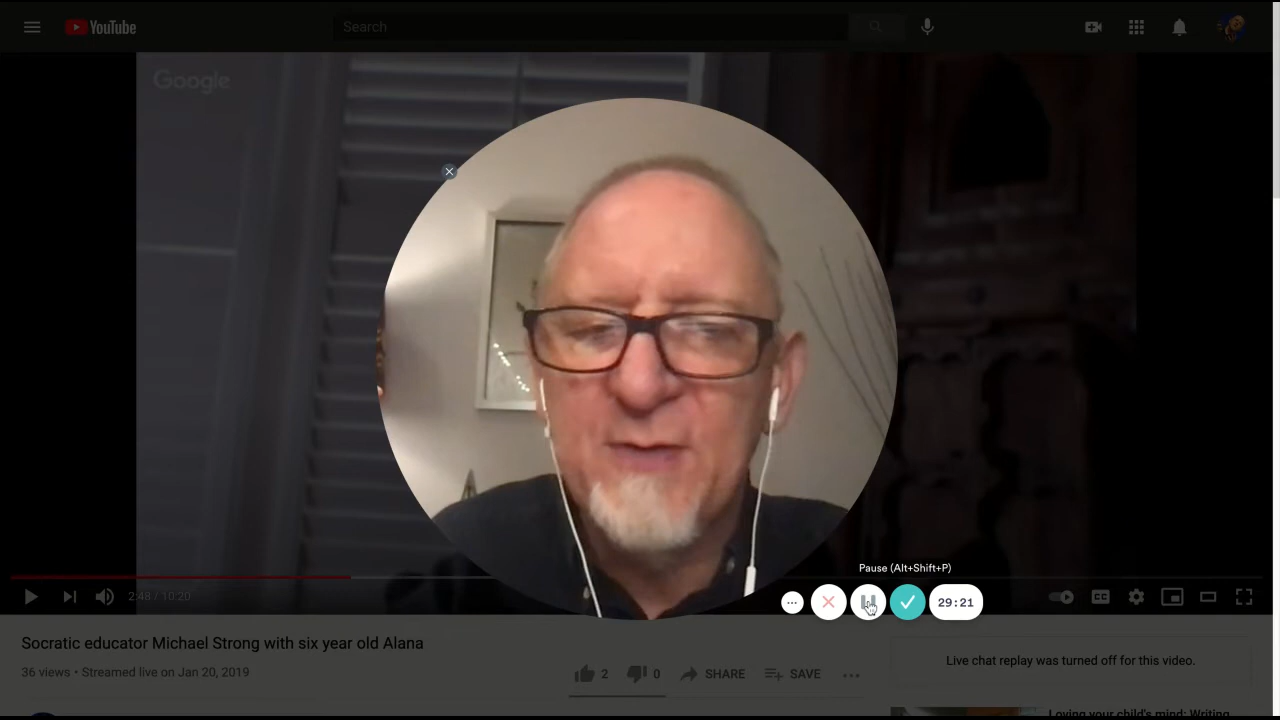 YouTube
Search
Google
Pause (Alt+Shift+P)
29:21
2:48 / 10:20
CC
Socratic educator Michael Strong with six year old Alana
36 views • Streamed live on Jan 20, 2019
2
0
SHARE
SAVE
Live chat replay was turned off for this video.
Loving your child's mind: Writing